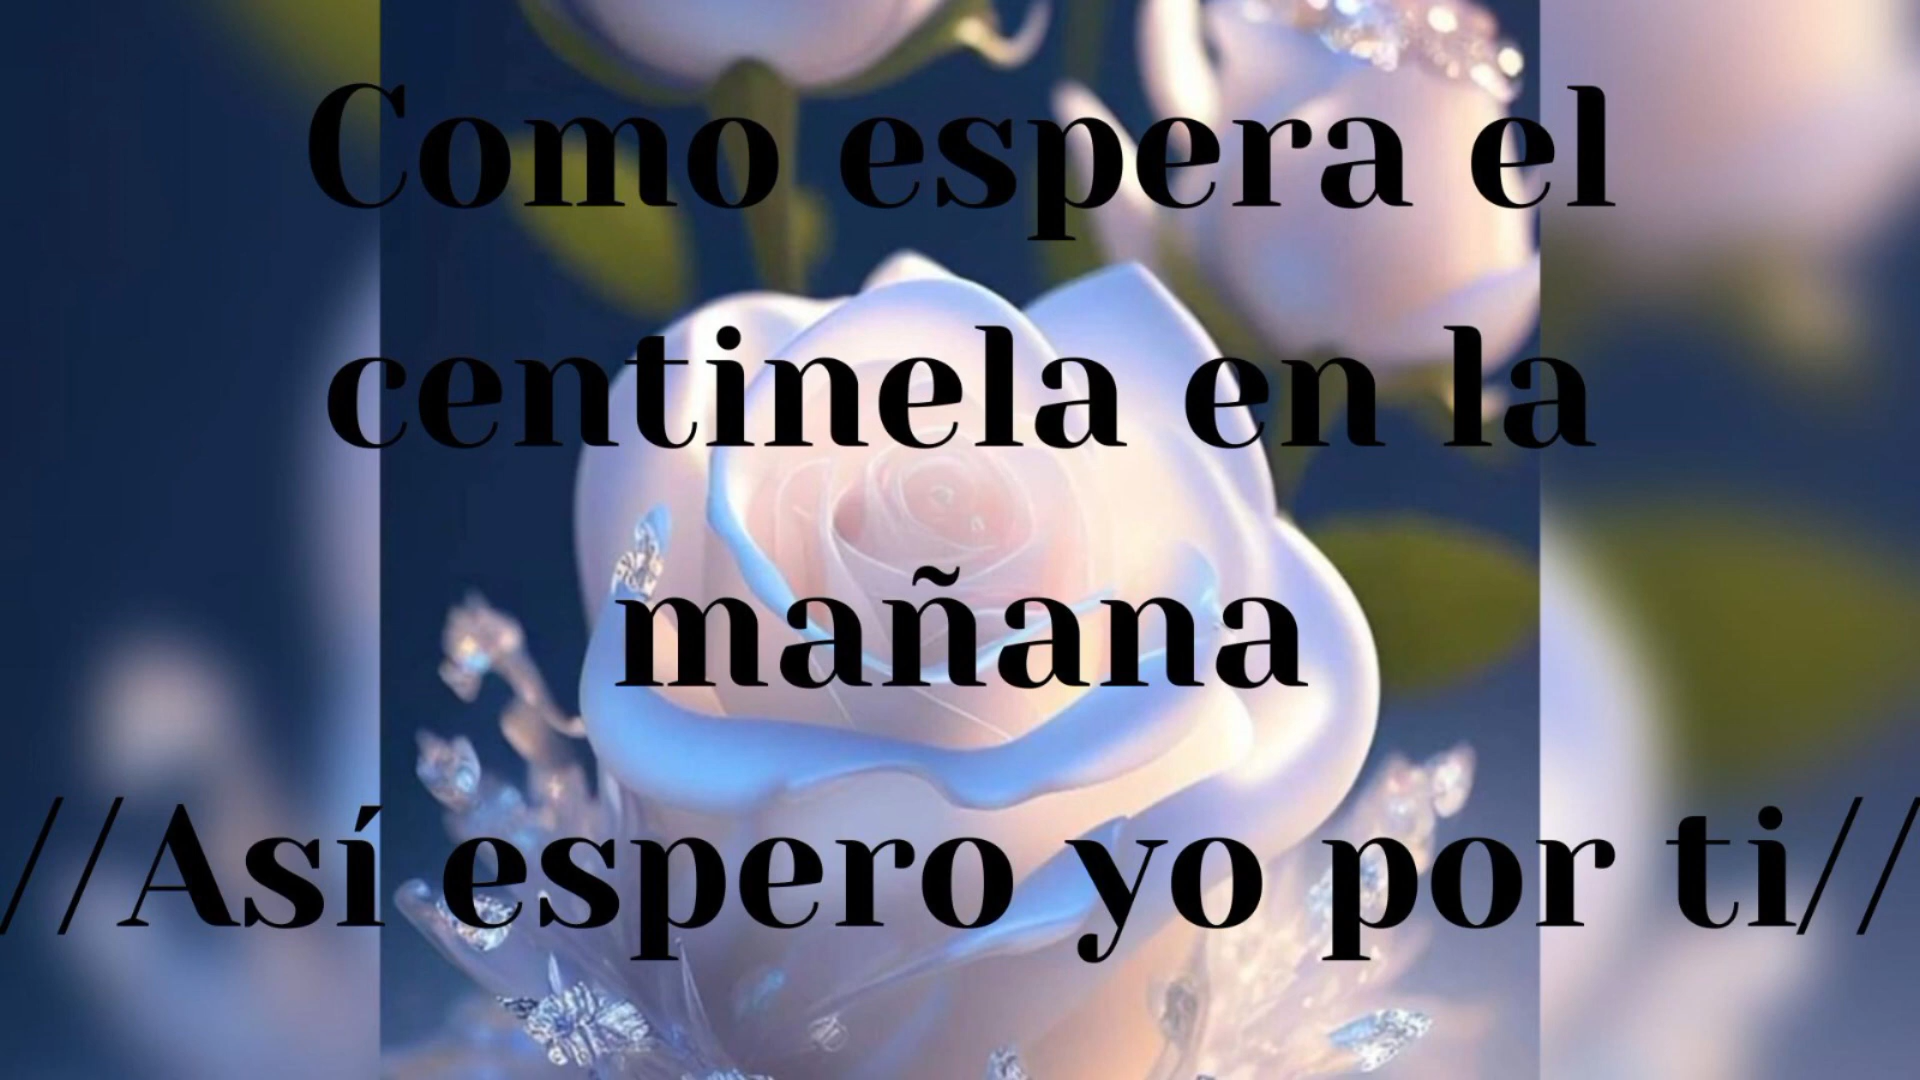 Como espera el
centinela en la
mañana
//Así espero yo por ti//